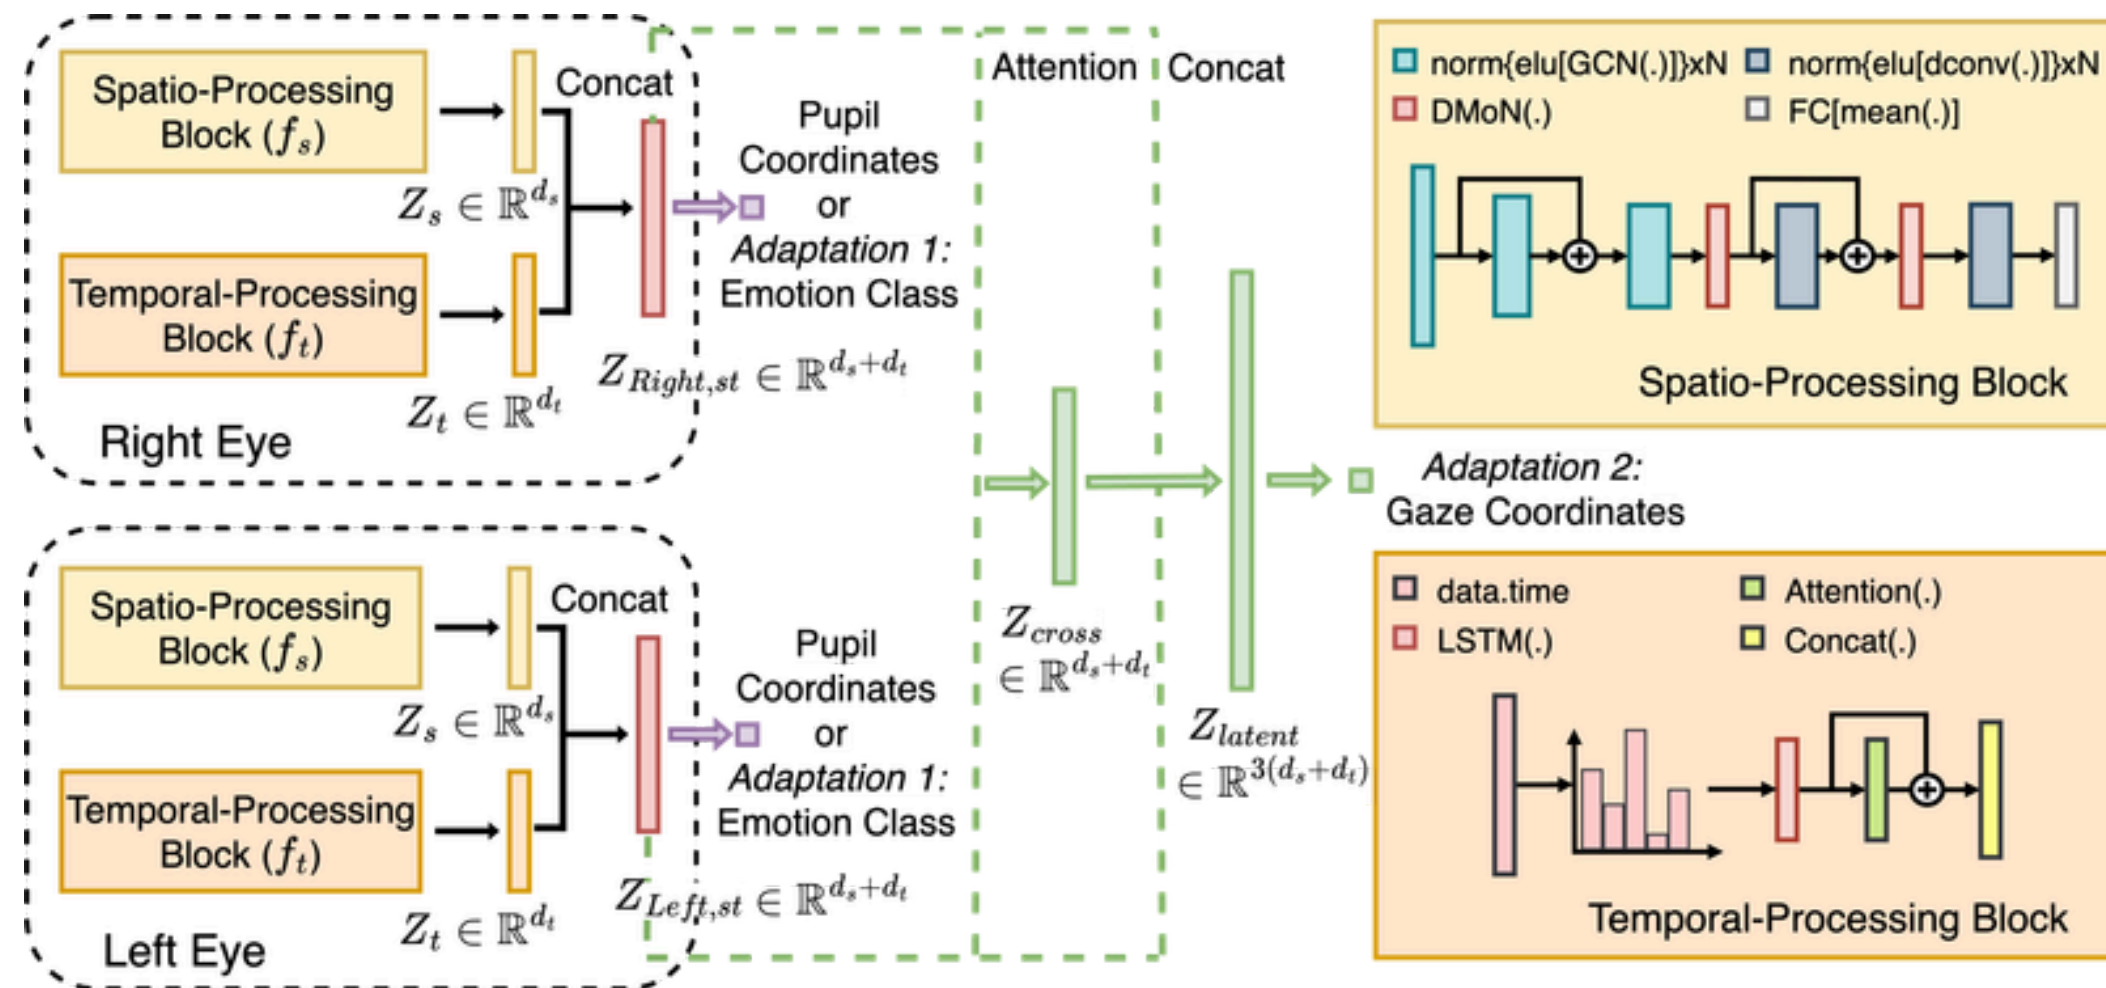 Spatio-Processing
Block (f_s)
Z_s ∈ ℝ^{d_s}
Temporal-Processing
Block (f_t)
Z_t ∈ ℝ^{d_t}
Concat
Z_{Right,st} ∈ ℝ^{d_s+d_t}
Right Eye
Pupil
Coordinates
or
Adaptation 1:
Emotion Class
Spatio-Processing
Block (f_s)
Z_s ∈ ℝ^{d_s}
Temporal-Processing
Block (f_t)
Z_t ∈ ℝ^{d_t}
Concat
Z_{Left,st} ∈ ℝ^{d_s+d_t}
Left Eye
Pupil
Coordinates
or
Adaptation 1:
Emotion Class
Attention
Z_{cross}
∈ ℝ^{d_s+d_t}
Concat
Z_{latent}
∈ ℝ^{3(d_s+d_t)}
Adaptation 2:
Gaze Coordinates
norm{elu[GCN(.)]}xN
norm{elu[dconv(.)]}xN
DMoN(.)
FC[mean(.)]
Spatio-Processing Block
data.time
Attention(.)
LSTM(.)
Concat(.)
Temporal-Processing Block